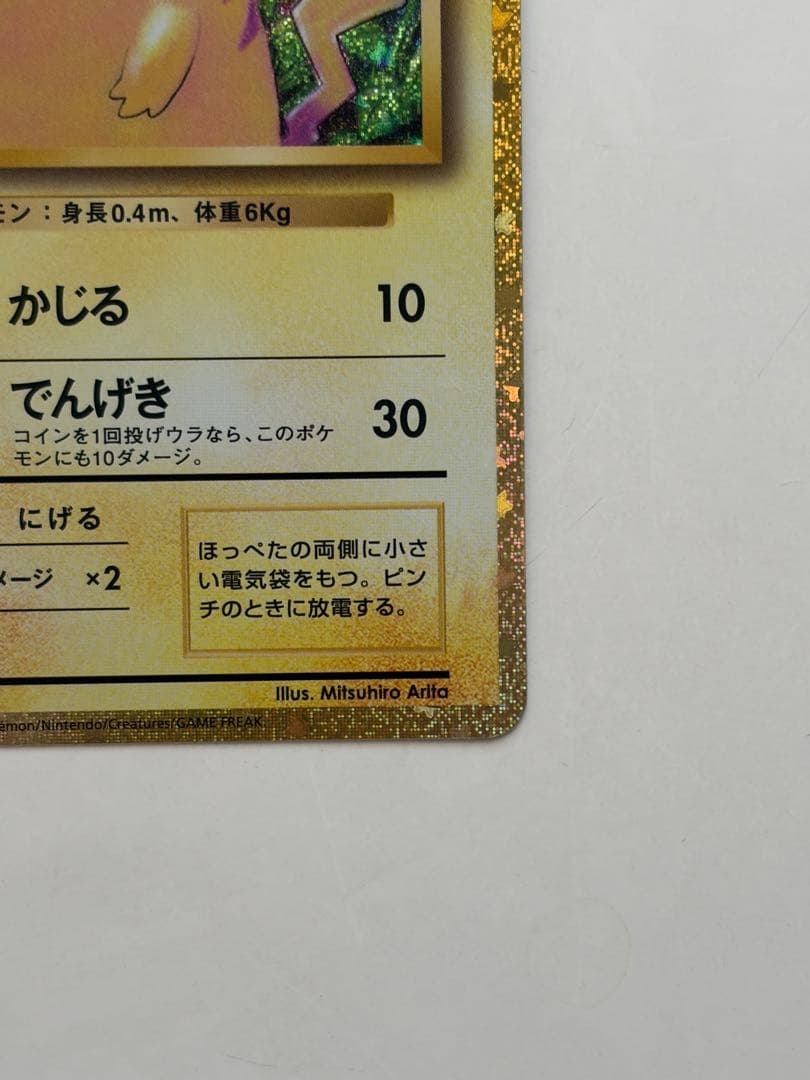 モン：身長0.4m、体重6Kg
かじる 10
でんげき 30
コインを1回投げウラなら、このポケ
モンにも10ダメージ。
にげる
メージ ×2
ほっぺたの両側に小さ
い電気袋をもつ。ピン
チのときに放電する。
Illus. Mitsuhiro Arita
émon/Nintendo/Creatures/GAME FREAK.